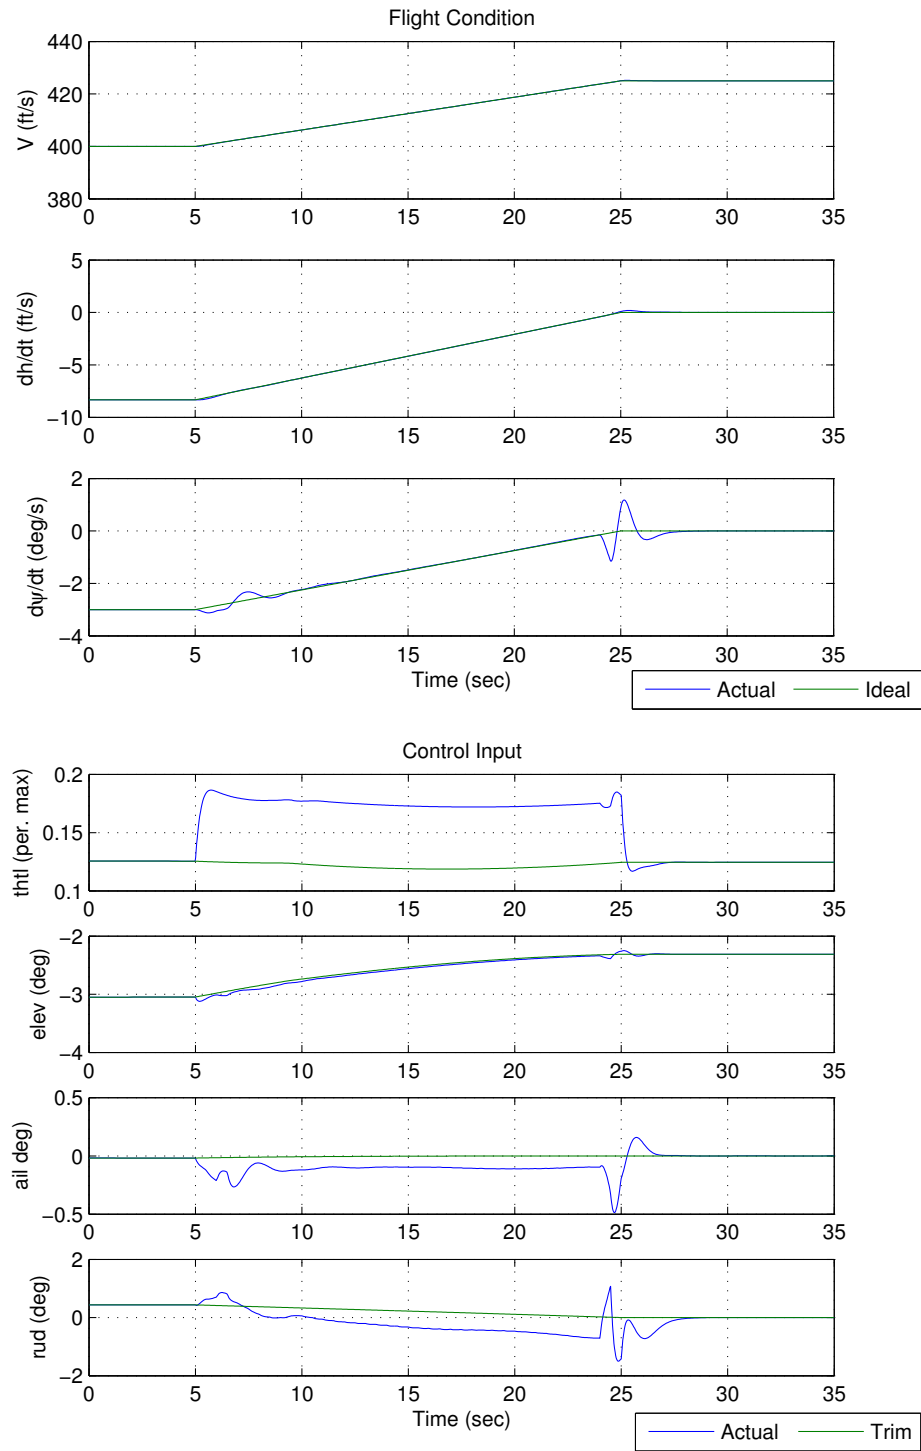 Flight Condition
440
420
400
380
V (ft/s)
0 5 10 15 20 25 30 35
5
0
−5
−10
dh/dt (ft/s)
0 5 10 15 20 25 30 35
2
0
−2
−4
dψ/dt (deg/s)
0 5 10 15 20 25 30 35
Time (sec)
Actual Ideal
Control Input
0.2
0.15
0.1
thtl (per. max)
0 5 10 15 20 25 30 35
−2
−3
−4
elev (deg)
0 5 10 15 20 25 30 35
0.5
0
−0.5
ail deg)
0 5 10 15 20 25 30 35
2
0
−2
rud (deg)
0 5 10 15 20 25 30 35
Time (sec)
Actual Trim